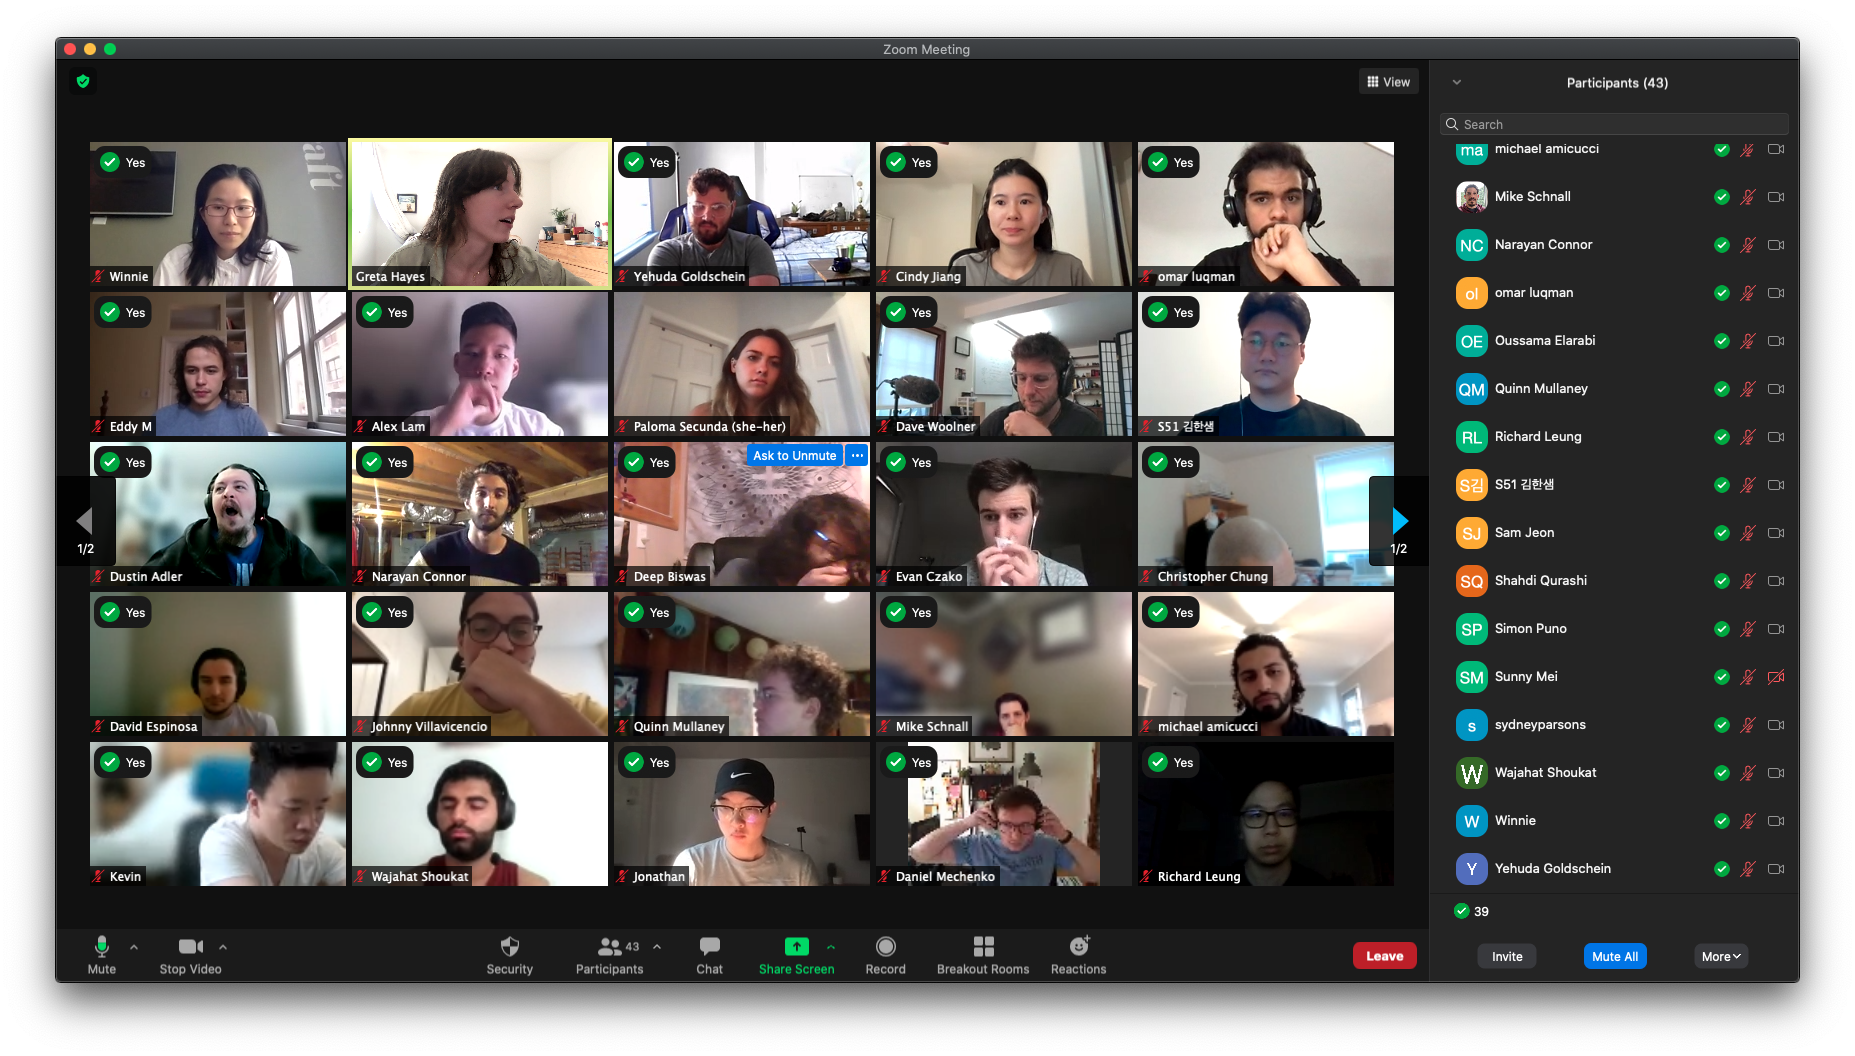 Zoom Meeting
View
Yes
Winnie
Greta Hayes
Yes
Yehuda Goldschein
Yes
Cindy Jiang
Yes
omar luqman
Yes
Eddy M
Yes
Alex Lam
Paloma Secunda (she-her)
Yes
Dave Woolner
Yes
S51 김한샘
Yes
Dustin Adler
Yes
Narayan Connor
Yes
Ask to Unmute
Deep Biswas
Yes
Evan Czako
Yes
Christopher Chung
1/2
1/2
Yes
David Espinosa
Yes
Johnny Villavicencio
Yes
Quinn Mullaney
Yes
Mike Schnall
Yes
michael amicucci
Yes
Kevin
Yes
Wajahat Shoukat
Yes
Jonathan
Yes
Daniel Mechenko
Yes
Richard Leung
Mute
Stop Video
Security
43
Participants
Chat
Share Screen
Record
Breakout Rooms
Reactions
Leave
Participants (43)
Search
ma michael amicucci
Mike Schnall
NC Narayan Connor
ol omar luqman
OE Oussama Elarabi
QM Quinn Mullaney
RL Richard Leung
S김 S51 김한샘
SJ Sam Jeon
SQ Shahdi Qurashi
SP Simon Puno
SM Sunny Mei
s sydneyparsons
W Wajahat Shoukat
W Winnie
Y Yehuda Goldschein
39
Invite
Mute All
More